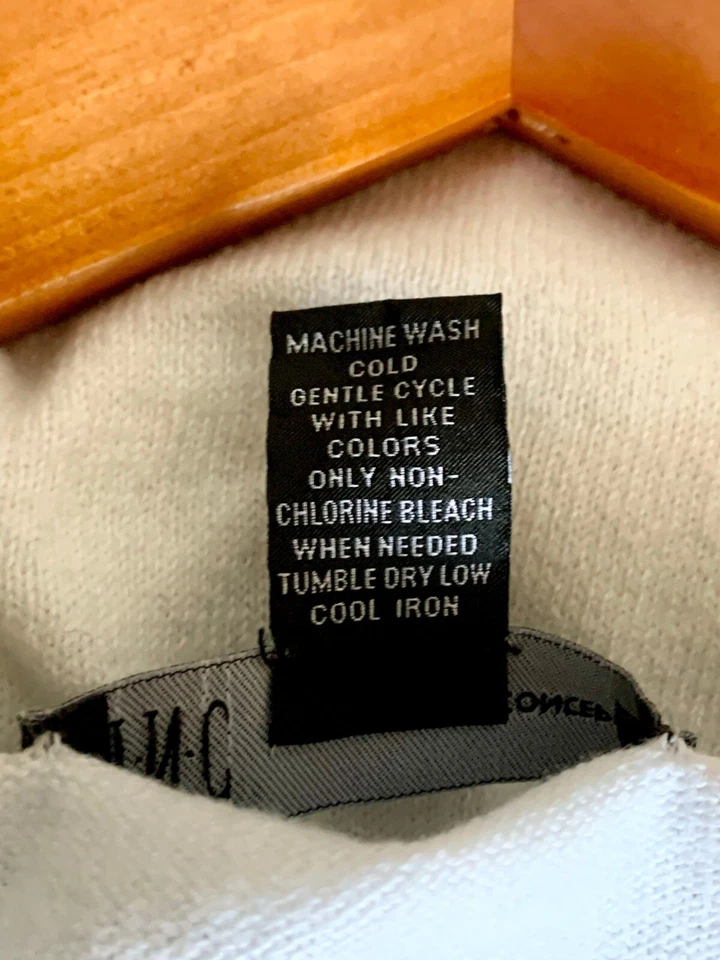 MACHINE WASH
COLD
GENTLE CYCLE
WITH LIKE
COLORS
ONLY NON-
CHLORINE BLEACH
WHEN NEEDED
TUMBLE DRY LOW
COOL IRON
I·N·C CONCEP